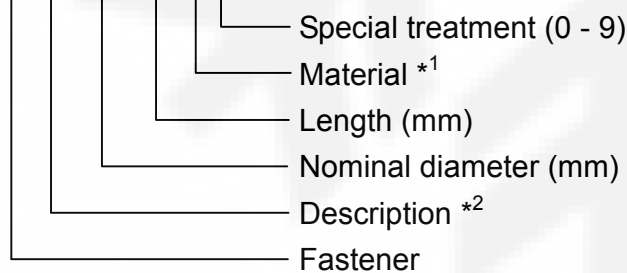 Special treatment (0 - 9)
Material *1
Length (mm)
Nominal diameter (mm)
Description *2
Fastener